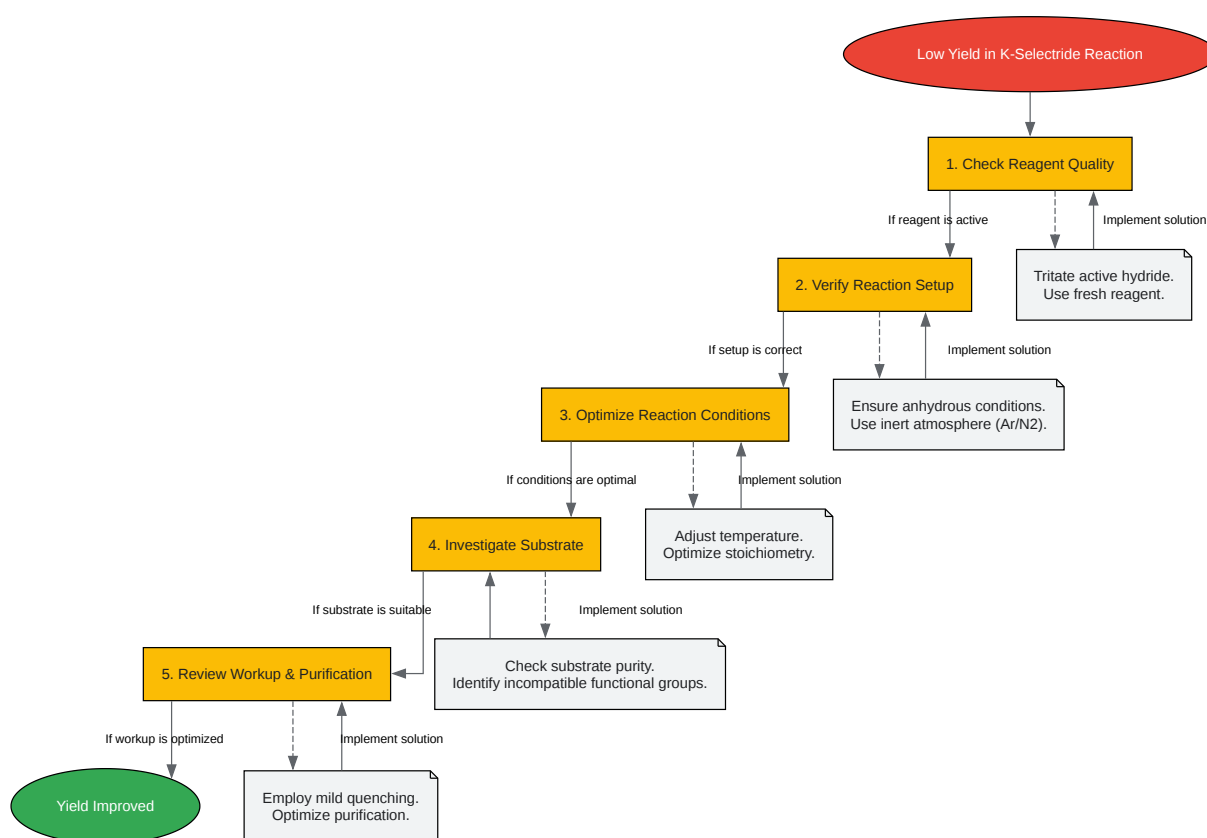 Low Yield in K-Selectride Reaction
1. Check Reagent Quality
If reagent is active
Implement solution
Tritate active hydride.
Use fresh reagent.
2. Verify Reaction Setup
If setup is correct
Implement solution
Ensure anhydrous conditions.
Use inert atmosphere (Ar/N2).
3. Optimize Reaction Conditions
If conditions are optimal
Implement solution
Adjust temperature.
Optimize stoichiometry.
4. Investigate Substrate
If substrate is suitable
Implement solution
Check substrate purity.
Identify incompatible functional groups.
5. Review Workup & Purification
If workup is optimized
Implement solution
Employ mild quenching.
Optimize purification.
Yield Improved